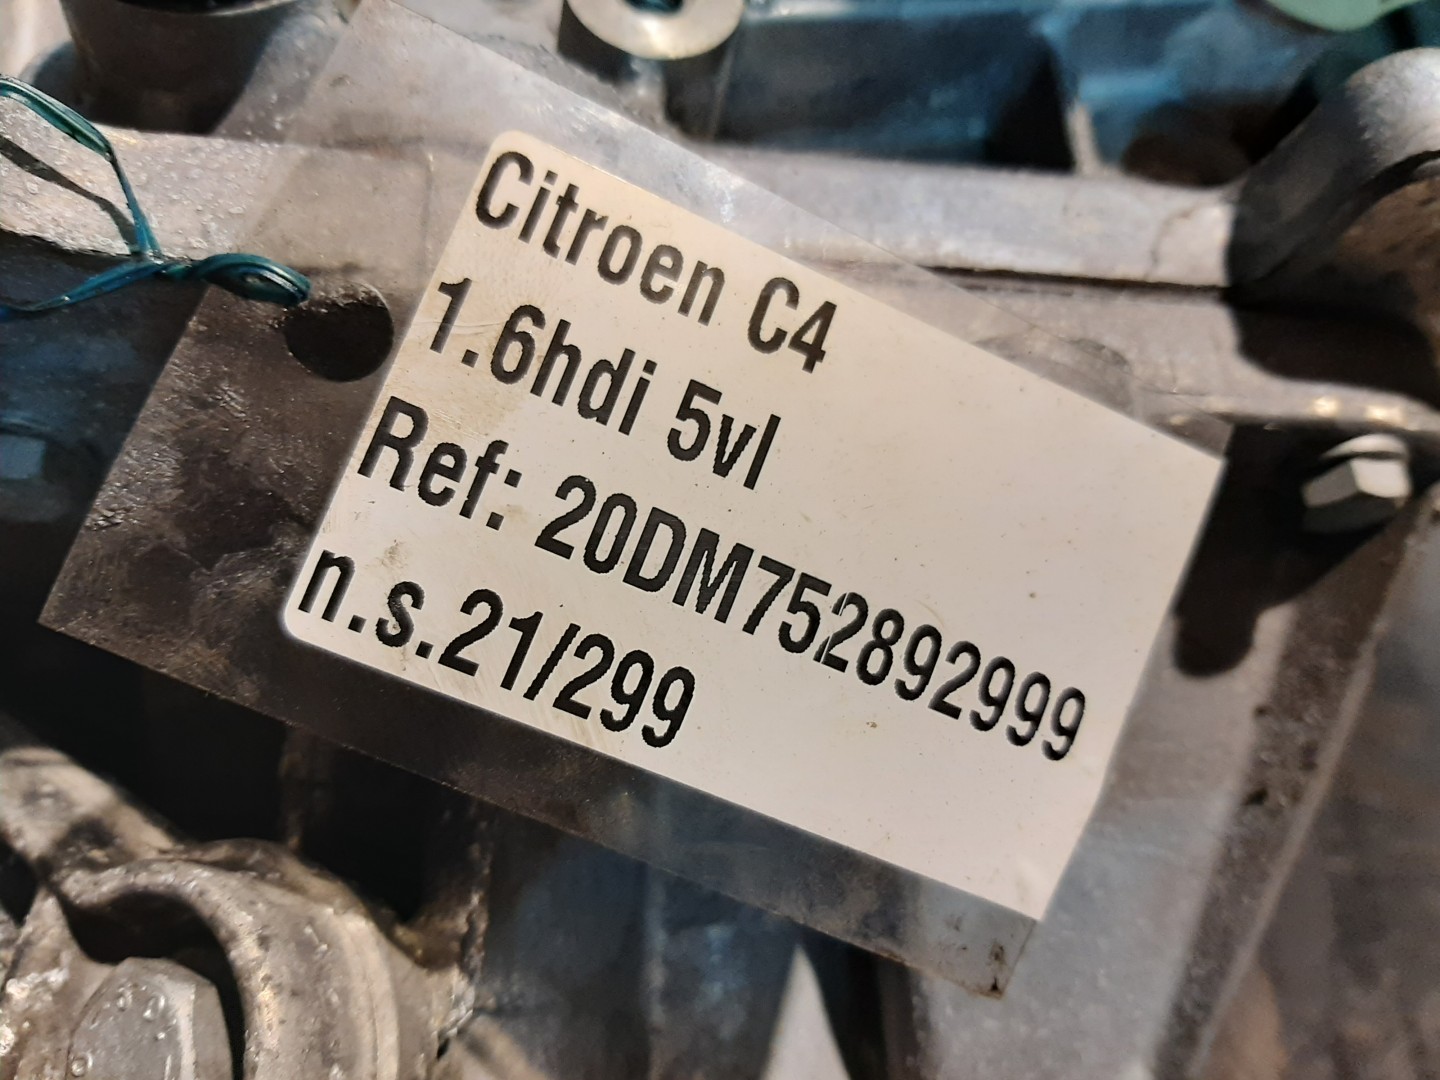 Citroen C4
1.6hdi 5vl
Ref: 20DM752892999
n.s.21/299